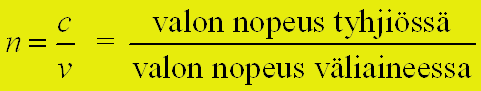 n = c/v = valon nopeus tyhjiössä
valon nopeus väliaineessa